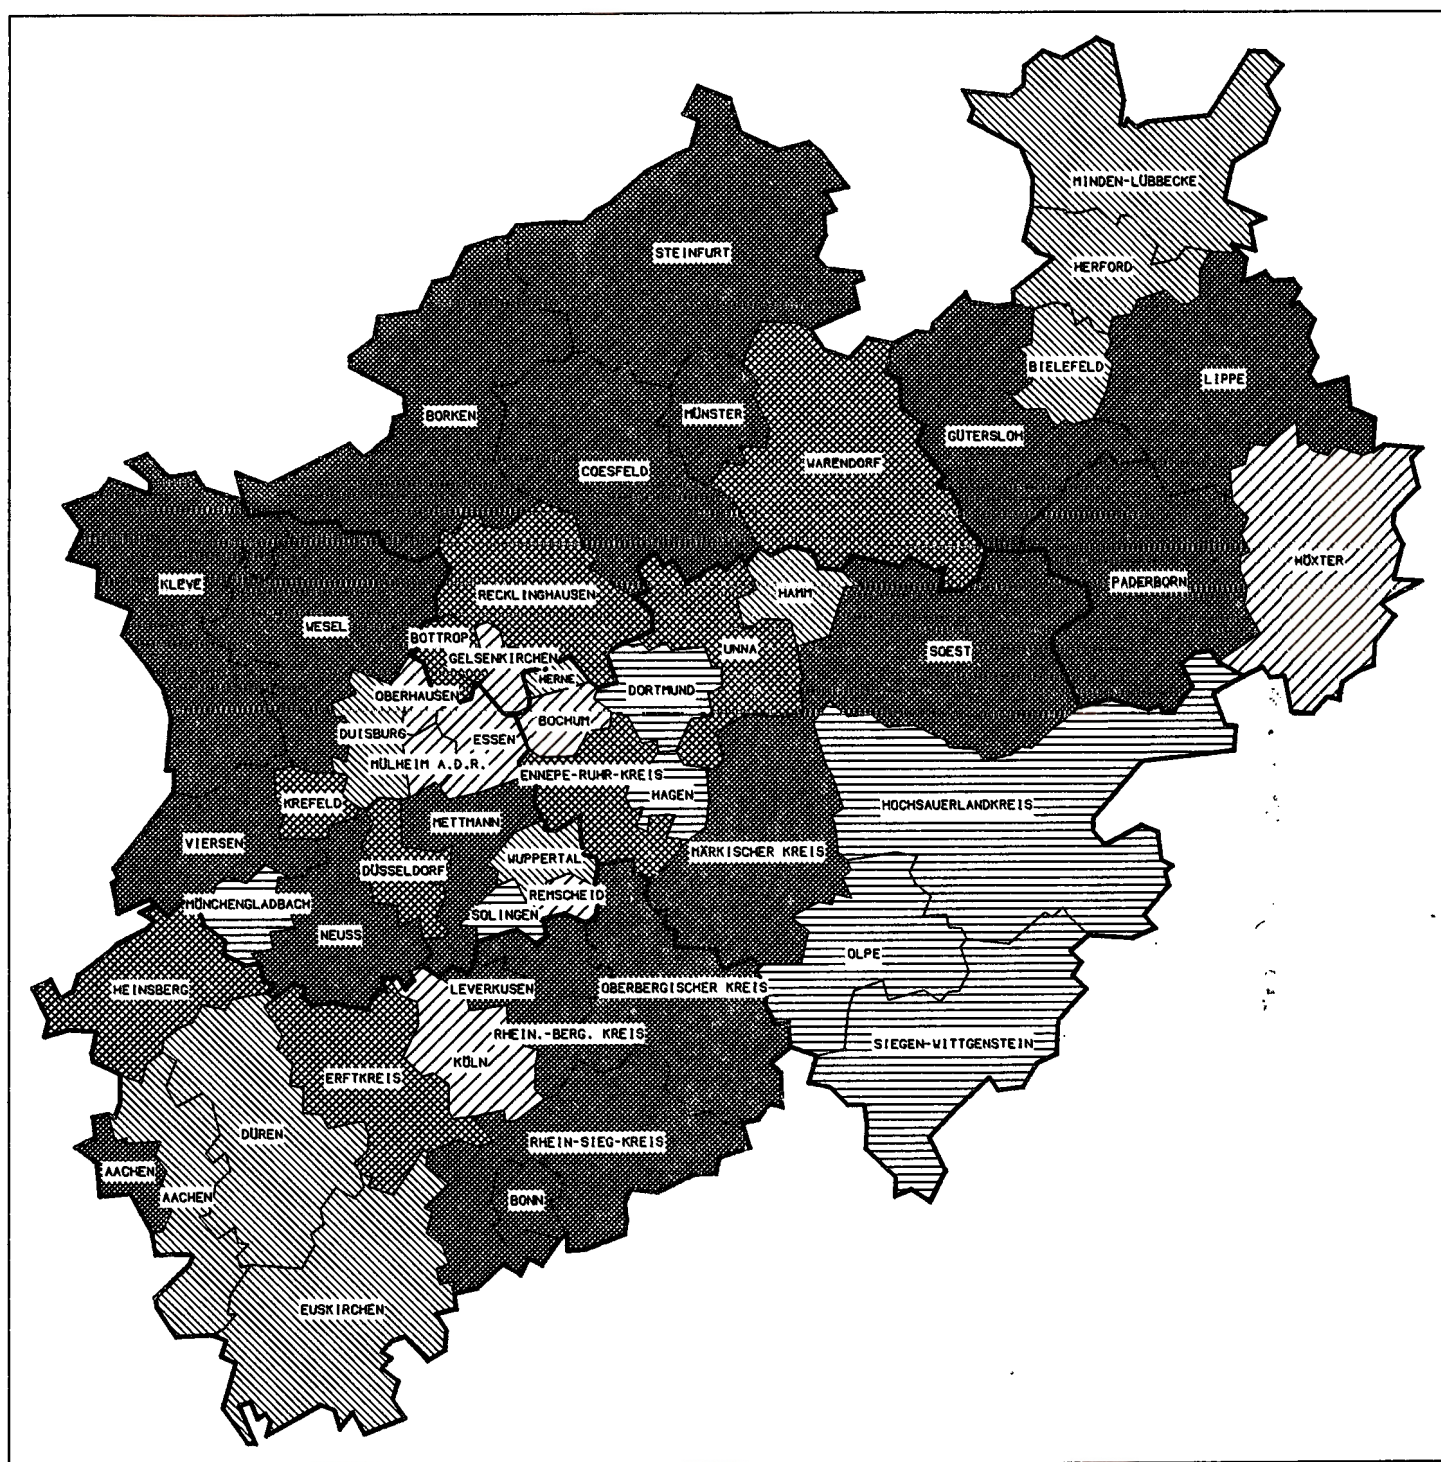 MINDEN-LÜBBECKE
STEINFURT
HERFORD
BIELEFELD
LIPPE
BORKEN
MÜNSTER
GÜTERSLOH
COESFELD
WARENDORF
HÖXTER
KLEVE
PADERBORN
RECKLINGHAUSEN
HAMM
WESEL
BOTTROP
UNNA
SOEST
GELSENKIRCHEN
HERNE
OBERHAUSEN
DORTMUND
BOCHUM
DUISBURG
ESSEN
MÜLHEIM A.D.R.
ENNEPE-RUHR-KREIS
HAGEN
KREFELD
HOCHSAUERLANDKREIS
METTMANN
VIERSEN
MÄRKISCHER KREIS
WUPPERTAL
DÜSSELDORF
REMSCHEID
MÖNCHENGLADBACH
SOLINGEN
NEUSS
OLPE
HEINSBERG
LEVERKUSEN
OBERBERGISCHER KREIS
RHEIN.-BERG. KREIS
SIEGEN-WITTGENSTEIN
KÖLN
ERFTKREIS
DÜREN
RHEIN-SIEG-KREIS
AACHEN
AACHEN
BONN
EUSKIRCHEN